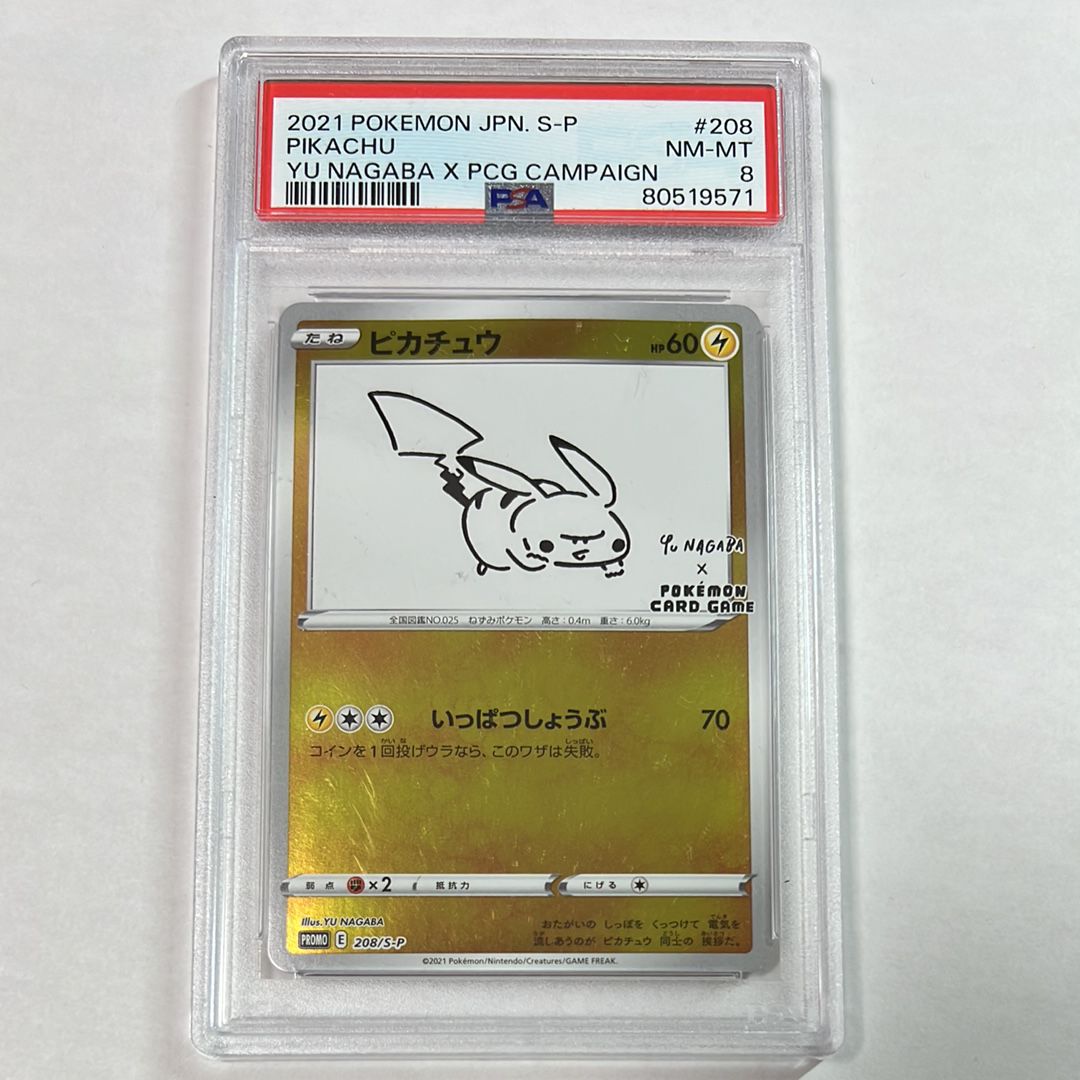 2021 POKEMON JPN. S-P #208
PIKACHU NM-MT
YU NAGABA X PCG CAMPAIGN 8
PSA 80519571
たね ピカチュウ HP60
YU NAGABA
X
POKÉMON
CARD GAME
全国図鑑NO.025 ねずみポケモン 高さ:0.4m 重さ:6.0kg
いっぱつしょうぶ 70
コインを1回投げウラなら、このワザは失敗。
弱点 ×2 抵抗力 にげる
Illus.YU NAGABA
おたがいの しっぽを くっつけて 電気を
流しあうのが ピカチュウ 同士の 挨拶だ。
PROMO E 208/S-P
©2021 Pokémon/Nintendo/Creatures/GAME FREAK.